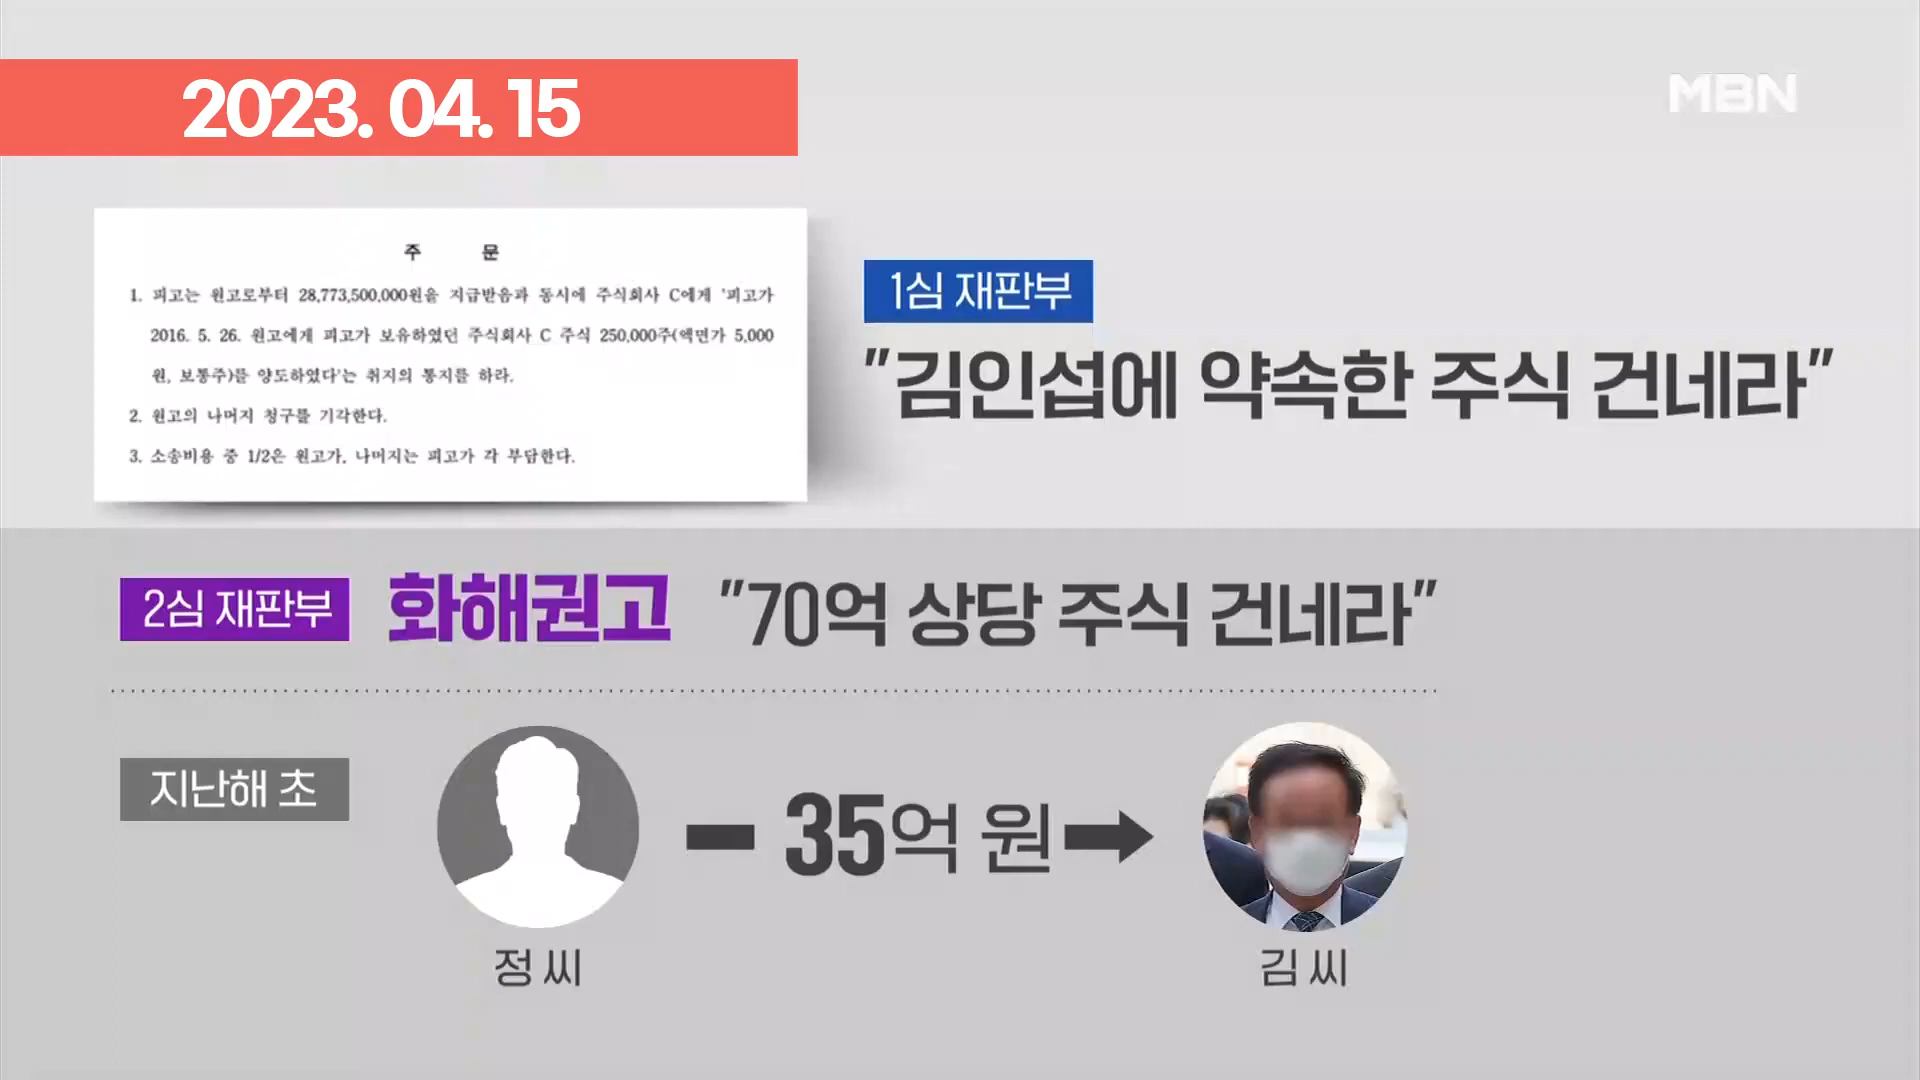 2023. 04. 15
MBN
주 문
1. 피고는 원고로부터 28,773,500,000원을 지급받음과 동시에 주식회사 C에게 '피고가
2016. 5. 26. 원고에게 피고가 보유하였던 주식회사 C 주식 250,000주(액면가 5,000
원, 보통주)를 양도하였다'는 취지의 통지를 하라.
2. 원고의 나머지 청구를 기각한다.
3. 소송비용 중 1/2은 원고가, 나머지는 피고가 각 부담한다.
1심 재판부
"김인섭에 약속한 주식 건네라"
2심 재판부 화해권고 "70억 상당 주식 건네라"
지난해 초
35억 원
정 씨
김 씨